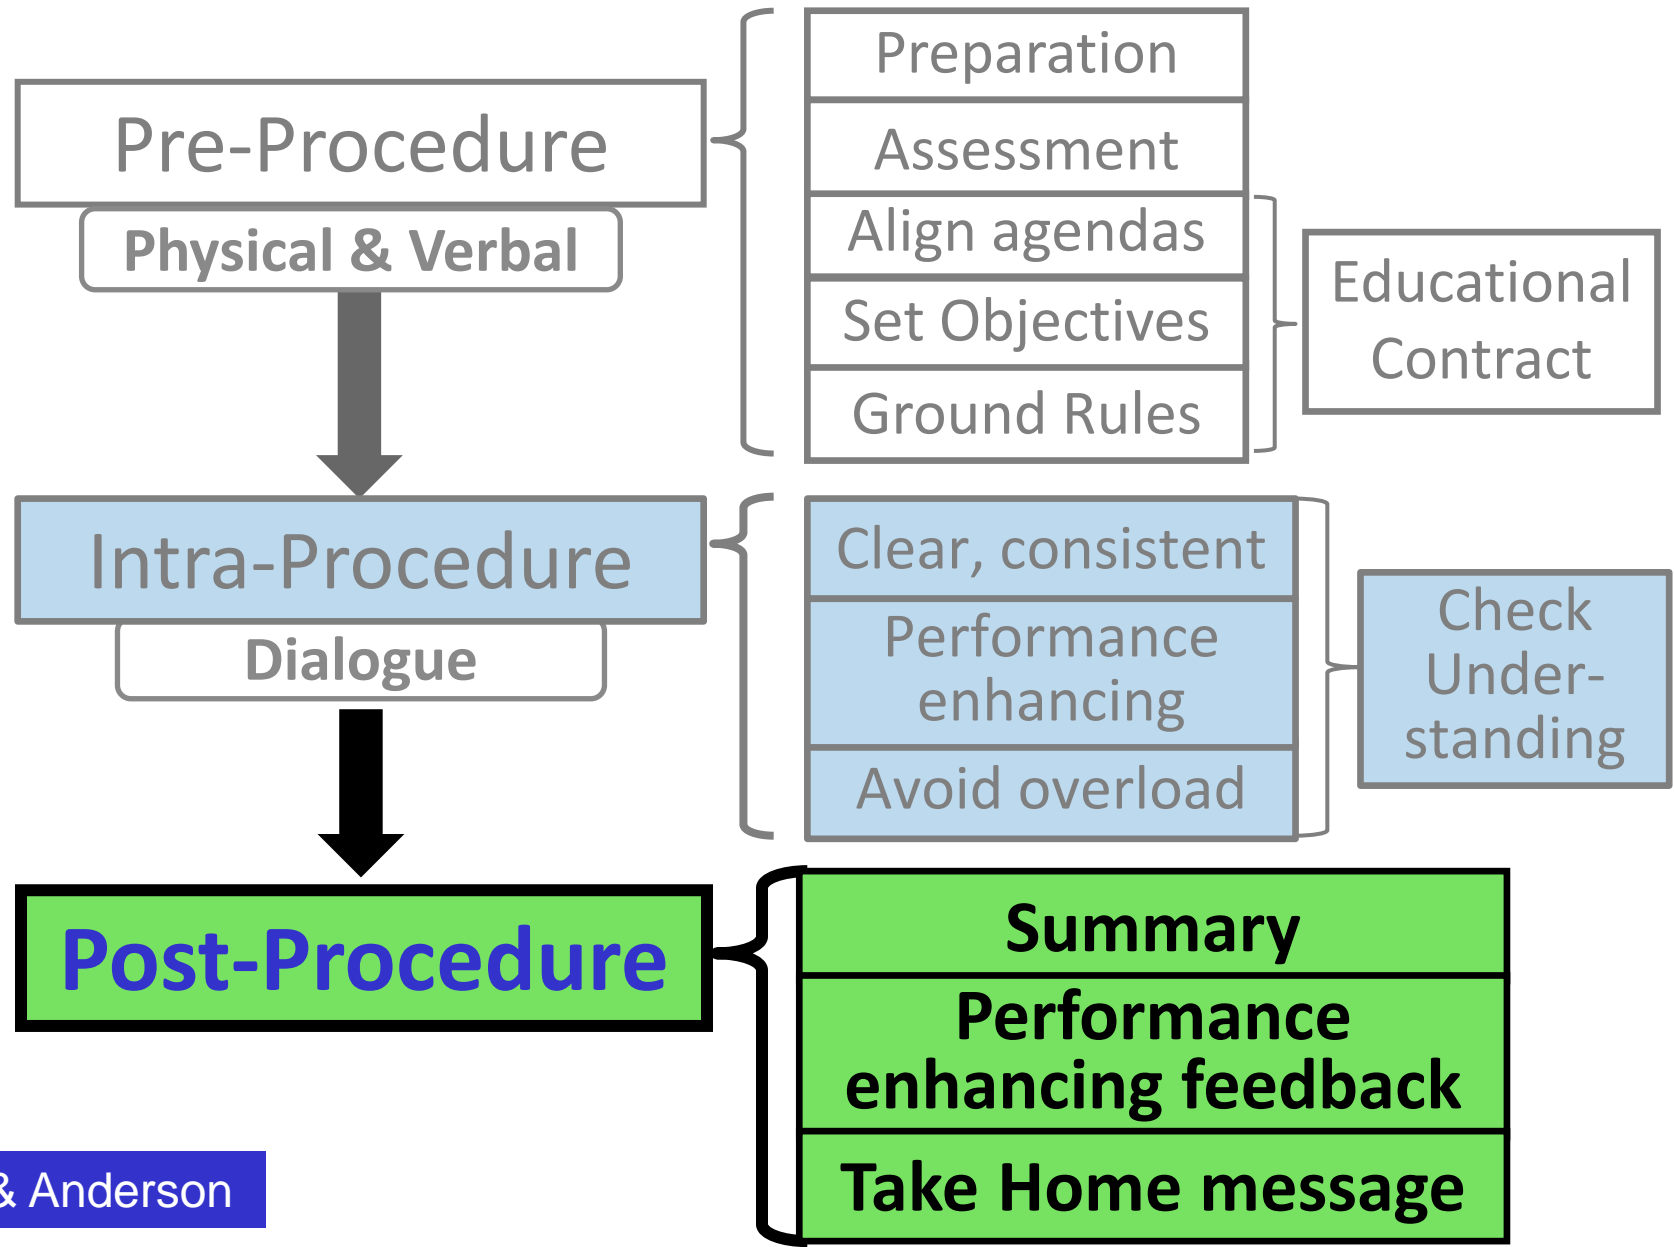 Pre-Procedure
Physical & Verbal
Preparation
Assessment
Align agendas
Set Objectives
Ground Rules
Educational
Contract
Intra-Procedure
Dialogue
Clear, consistent
Performance
enhancing
Avoid overload
Check
Under-
standing
Post-Procedure
Summary
Performance
enhancing feedback
Take Home message
& Anderson